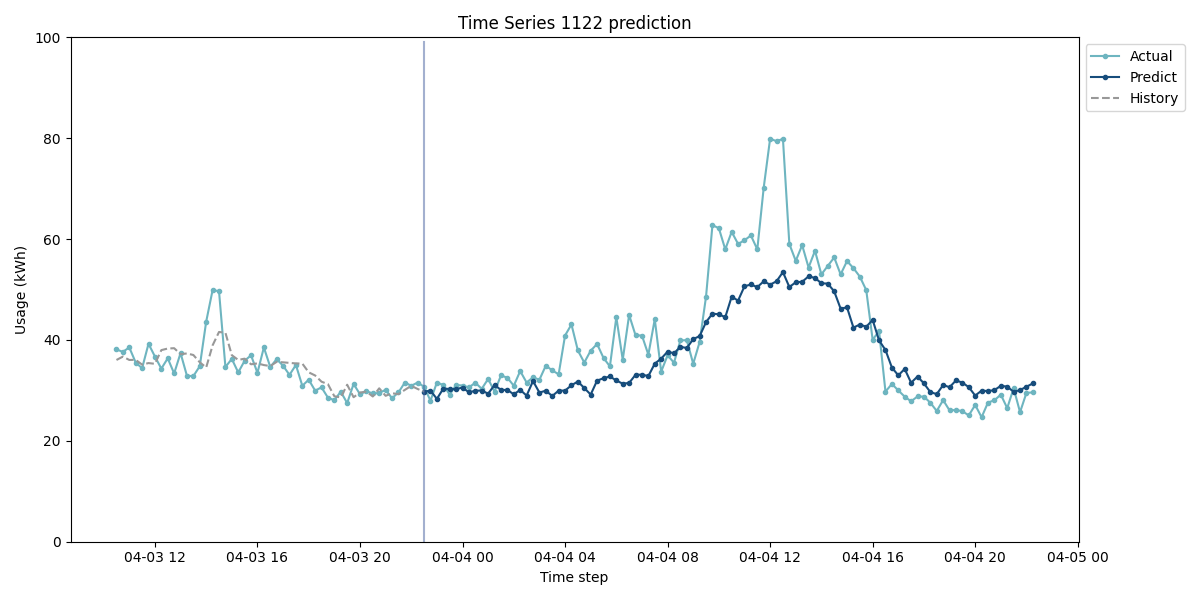 Time Series 1122 prediction
100
80
60
40
20
0
Usage (kWh)
04-03 12
04-03 16
04-03 20
04-04 00
04-04 04
04-04 08
04-04 12
04-04 16
04-04 20
04-05 00
Time step
Actual
Predict
History